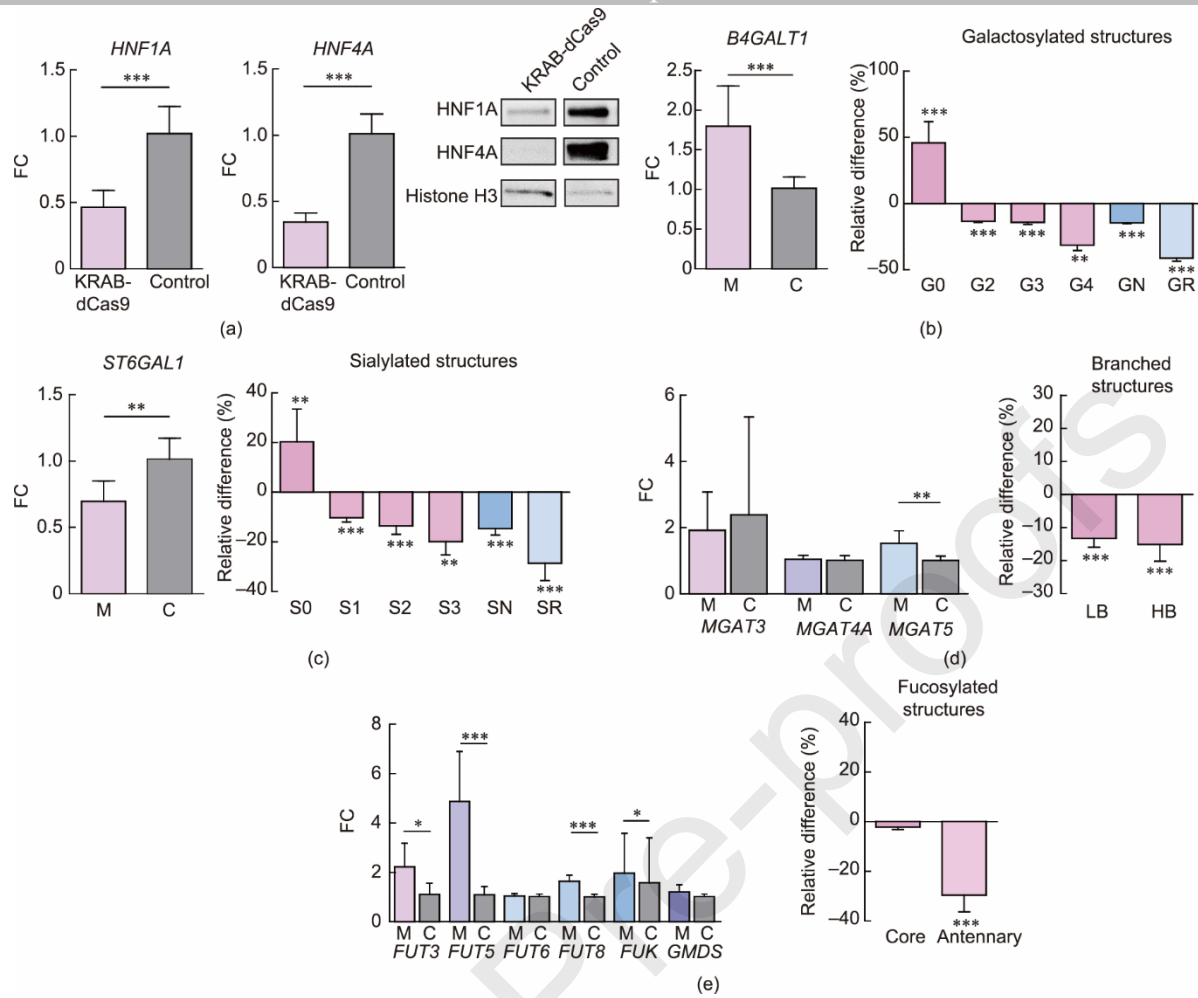 HNF1A
***
FC
1.5
1.0
0.5
0
KRAB-
dCas9
Control
HNF4A
***
FC
1.5
1.0
0.5
0
KRAB-
dCas9
Control
KRAB-dCas9
Control
HNF1A
HNF4A
Histone H3
(a)
B4GALT1
***
FC
2.5
2.0
1.5
1.0
0.5
0
M C
Galactosylated structures
Relative difference (%)
100
50
0
–50
***
***
***
**
***
***
G0 G2 G3 G4 GN GR
(b)
ST6GAL1
**
FC
1.5
1.0
0.5
0
M C
Sialylated structures
Relative difference (%)
40
20
0
–20
–40
**
***
***
**
***
***
S0 S1 S2 S3 SN SR
(c)
FC
6
4
2
0
**
M C M C M C
MGAT3 MGAT4A MGAT5
Branched
structures
Relative difference (%)
30
20
10
0
–10
–20
–30
***
***
LB HB
(d)
FC
8
6
4
2
0
*
***
***
*
M C M C M C M C M C M C
FUT3 FUT5 FUT6 FUT8 FUK GMDS
Fucosylated
structures
Relative difference (%)
40
20
0
–20
–40
***
Core Antennary
(e)
Pre-proofs